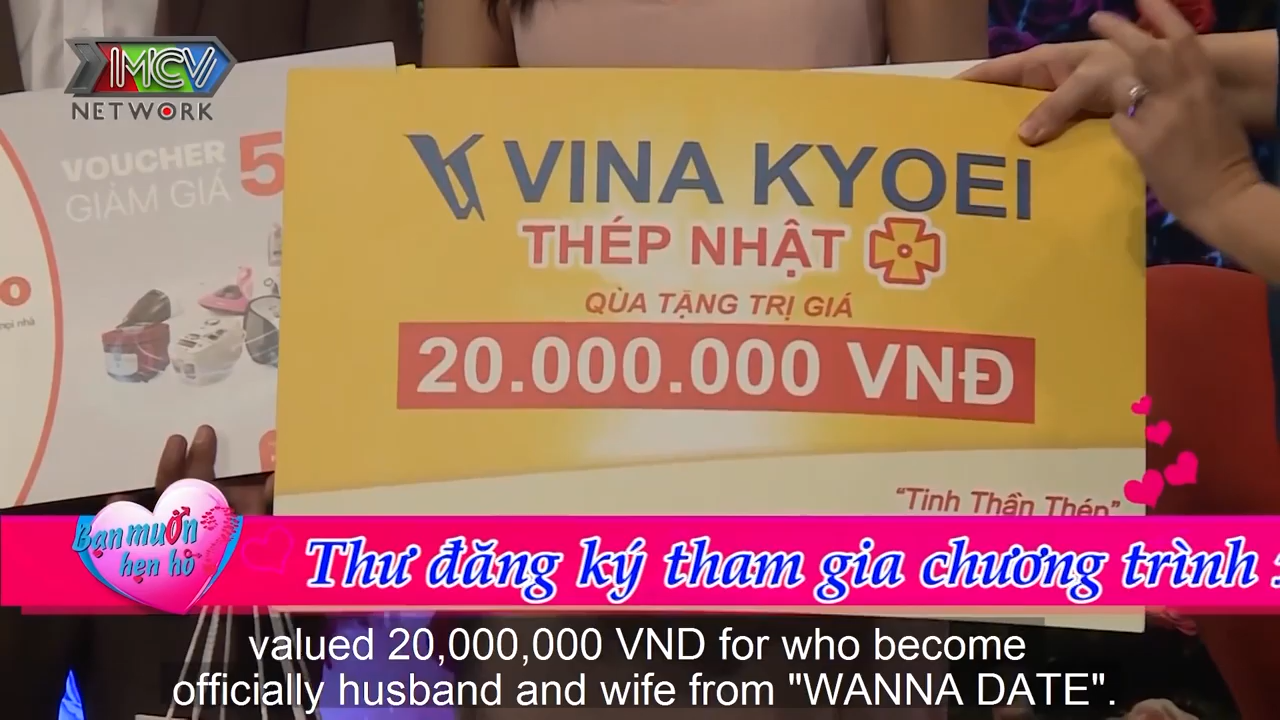 MCV
NETWORK
VOUCHER
GIẢM GIÁ 5
VINA KYOEI
THÉP NHẬT
QÙA TẶNG TRỊ GIÁ
20.000.000 VNĐ
"Tinh Thần Thép"
Bạn muốn
hẹn hò
Thư đăng ký tham gia chương trình :
valued 20,000,000 VND for who become
officially husband and wife from "WANNA DATE".